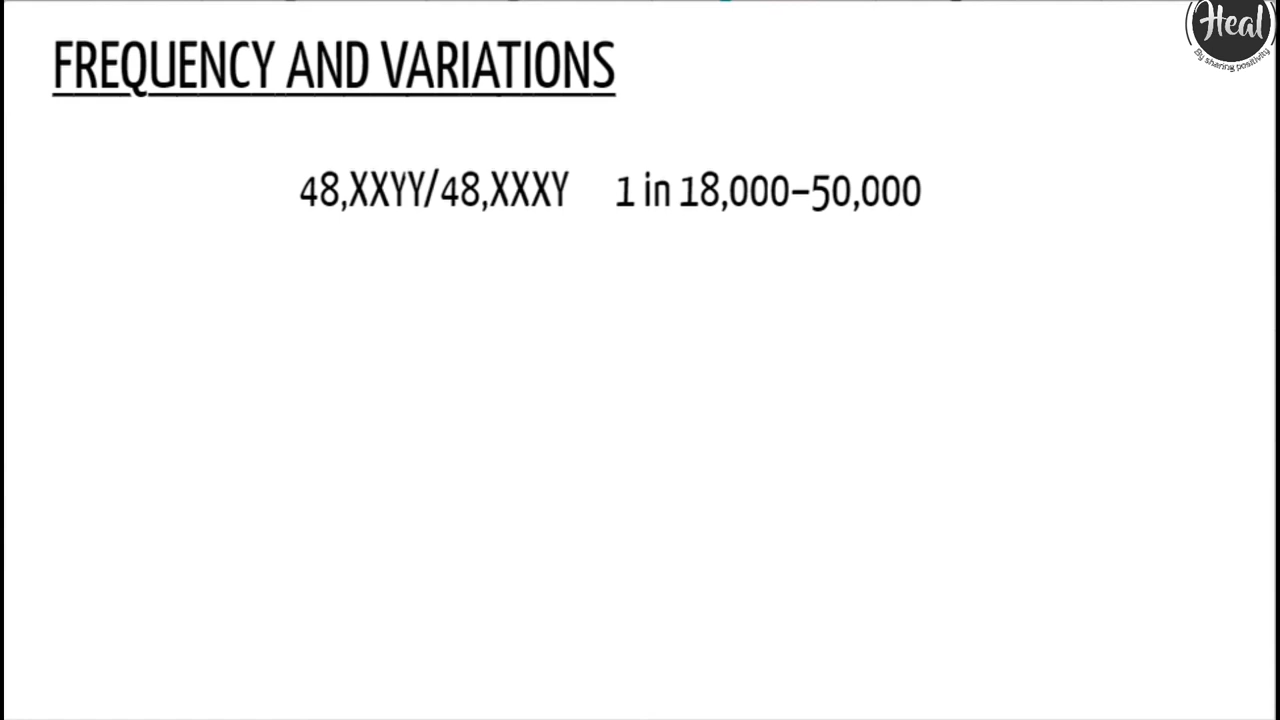 Heal
By sharing positivity
FREQUENCY AND VARIATIONS
48,XXYY/48,XXXY 1 in 18,000–50,000